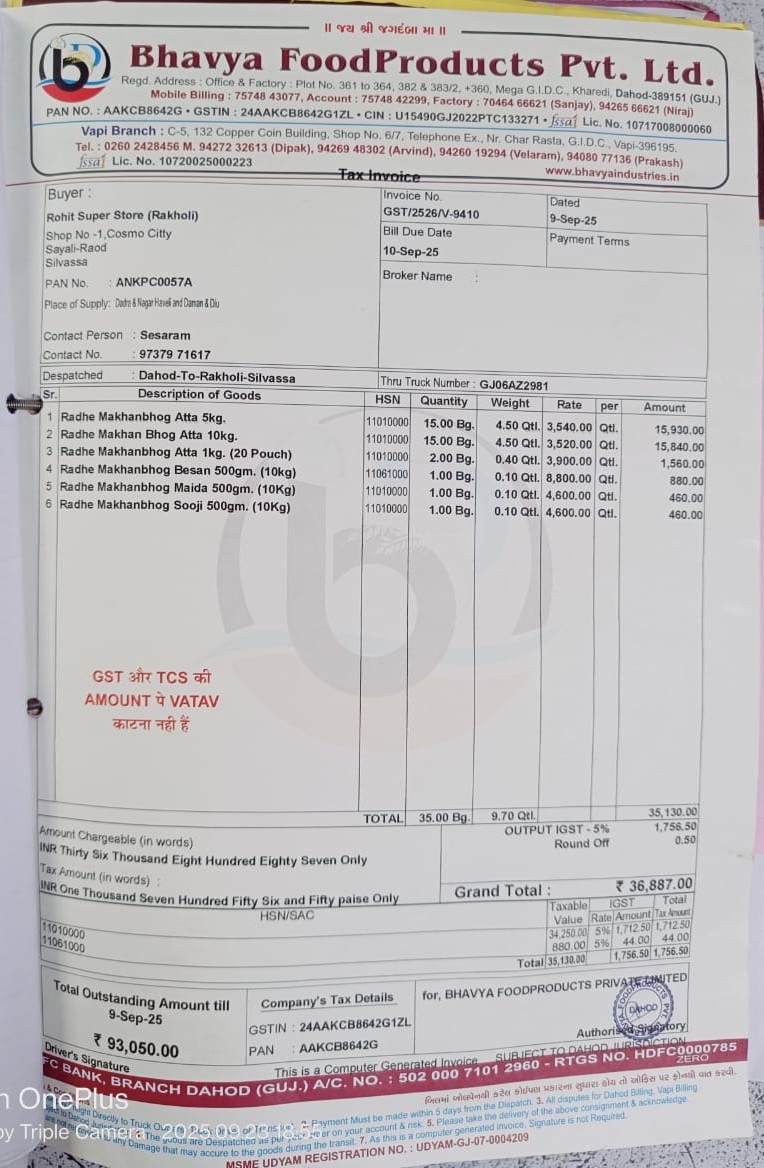 ॥ જય શ્રી જગદંબા મા ॥
Bhavya FoodProducts Pvt. Ltd.
Regd. Address : Office & Factory : Plot No. 361 to 364, 382 & 383/2, +360, Mega G.I.D.C., Kharedi, Dahod-389151 (GUJ.)
Mobile Billing : 75748 43077, Account : 75748 42299, Factory : 70464 66621 (Sanjay), 94265 66621 (Niraj)
PAN NO. : AAKCB8642G • GSTIN : 24AAKCB8642G1ZL • CIN : U15490GJ2022PTC133271 • fssai Lic. No. 10717008000060
Vapi Branch : C-5, 132 Copper Coin Building, Shop No. 6/7, Telephone Ex., Nr. Char Rasta, G.I.D.C., Vapi-396195.
Tel. : 0260 2428456 M. 94272 32613 (Dipak), 94269 48302 (Arvind), 94260 19294 (Velaram), 94080 77136 (Prakash)
fssai Lic. No. 10720025000223 www.bhavyaindustries.in
Tax Invoice
Buyer :
Rohit Super Store (Rakholi)
Shop No -1,Cosmo Citty
Sayali-Raod
Silvassa
PAN No. : ANKPC0057A
Place of Supply: Dadra & Nagar Haveli and Daman & Diu
Contact Person : Sesaram
Contact No. : 97379 71617
Invoice No.
GST/2526/V-9410
Dated
9-Sep-25
Bill Due Date
10-Sep-25
Payment Terms
Broker Name :
Despatched : Dahod-To-Rakholi-Silvassa
Thru Truck Number : GJ06AZ2981
Sr. Description of Goods HSN Quantity Weight Rate per Amount
1 Radhe Makhanbhog Atta 5kg. 11010000 15.00 Bg. 4.50 Qtl. 3,540.00 Qtl. 15,930.00
2 Radhe Makhan Bhog Atta 10kg. 11010000 15.00 Bg. 4.50 Qtl. 3,520.00 Qtl. 15,840.00
3 Radhe Makhanbhog Atta 1kg. (20 Pouch) 11010000 2.00 Bg. 0.40 Qtl. 3,900.00 Qtl. 1,560.00
4 Radhe Makhanbhog Besan 500gm. (10kg) 11061000 1.00 Bg. 0.10 Qtl. 8,800.00 Qtl. 880.00
5 Radhe Makhanbhog Maida 500gm. (10Kg) 11010000 1.00 Bg. 0.10 Qtl. 4,600.00 Qtl. 460.00
6 Radhe Makhanbhog Sooji 500gm. (10Kg) 11010000 1.00 Bg. 0.10 Qtl. 4,600.00 Qtl. 460.00
GST और TCS की
AMOUNT पे VATAV
काटना नही हैं
TOTAL 35.00 Bg. 9.70 Qtl. 35,130.00
OUTPUT IGST - 5% 1,756.50
Round Off 0.50
Amount Chargeable (in words)
INR Thirty Six Thousand Eight Hundred Eighty Seven Only
Tax Amount (in words) :
INR One Thousand Seven Hundred Fifty Six and Fifty paise Only
Grand Total : ₹ 36,887.00
HSN/SAC Taxable Value IGST Rate Amount Total Tax Amount
11010000 34,250.00 5% 1,712.50 1,712.50
11061000 880.00 5% 44.00 44.00
Total 35,130.00 1,756.50 1,756.50
Total Outstanding Amount till
9-Sep-25
₹ 93,050.00
Driver's Signature
Company's Tax Details
GSTIN : 24AAKCB8642G1ZL
PAN : AAKCB8642G
for, BHAVYA FOODPRODUCTS PRIVATE LIMITED
DAHOD
Authorised Signatory
This is a Computer Generated Invoice SUBJECT TO DAHOD JURISDICTION
FC BANK, BRANCH DAHOD (GUJ.) A/C. NO. : 502 000 7101 2960 - RTGS NO. HDFC0000785
ZERO
Directly to Truck Payment Must be made within 5 days from the Dispatch. 3. All disputes for Dahod Billing, Vapi Billing
The goods are Despatched as per your order on your account & risk. 5. Please take the delivery of the above consignment & acknowledge.
any Damage that may accure to the goods during the transit. 7. As this is a computer generated invoice, Signature is not Required.
MSME UDYAM REGISTRATION NO. : UDYAM-GJ-07-0004209
n OnePlus
by Triple Camera 2025.09.23 18:55